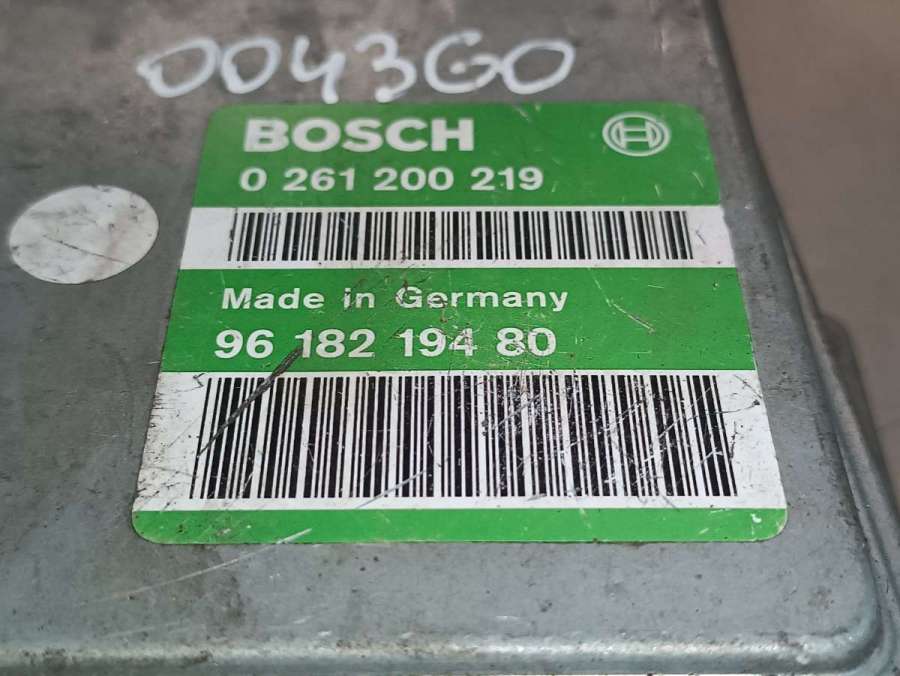 004360
BOSCH
0 261 200 219
Made in Germany
96 182 194 80